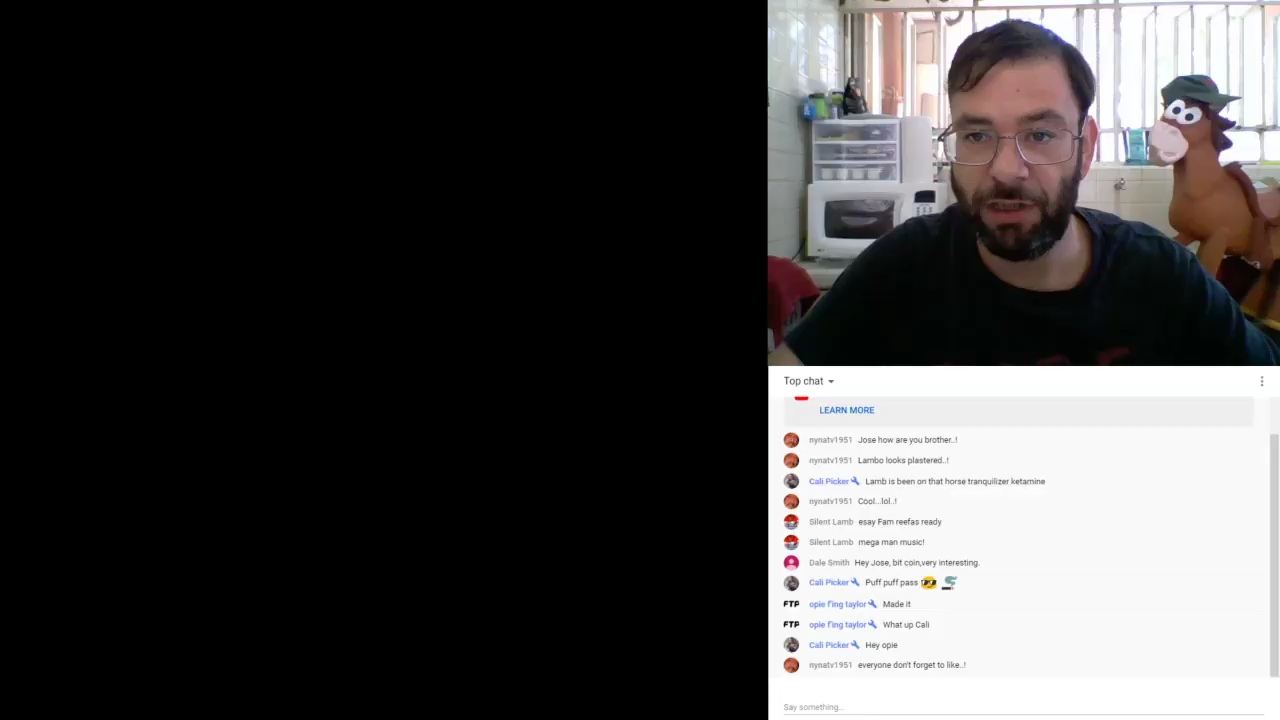 Top chat
LEARN MORE
nynatv1951 Jose how are you brother..!
nynatv1951 Lambo looks plastered..!
Cali Picker Lamb is been on that horse tranquilizer ketamine
nynatv1951 Cool...lol..!
Silent Lamb esay Fam reefas ready
Silent Lamb mega man music!
Dale Smith Hey Jose, bit coin,very interesting.
Cali Picker Puff puff pass
FTP opie f'ing taylor Made it
FTP opie f'ing taylor What up Cali
Cali Picker Hey opie
nynatv1951 everyone don't forget to like..!
Say something...